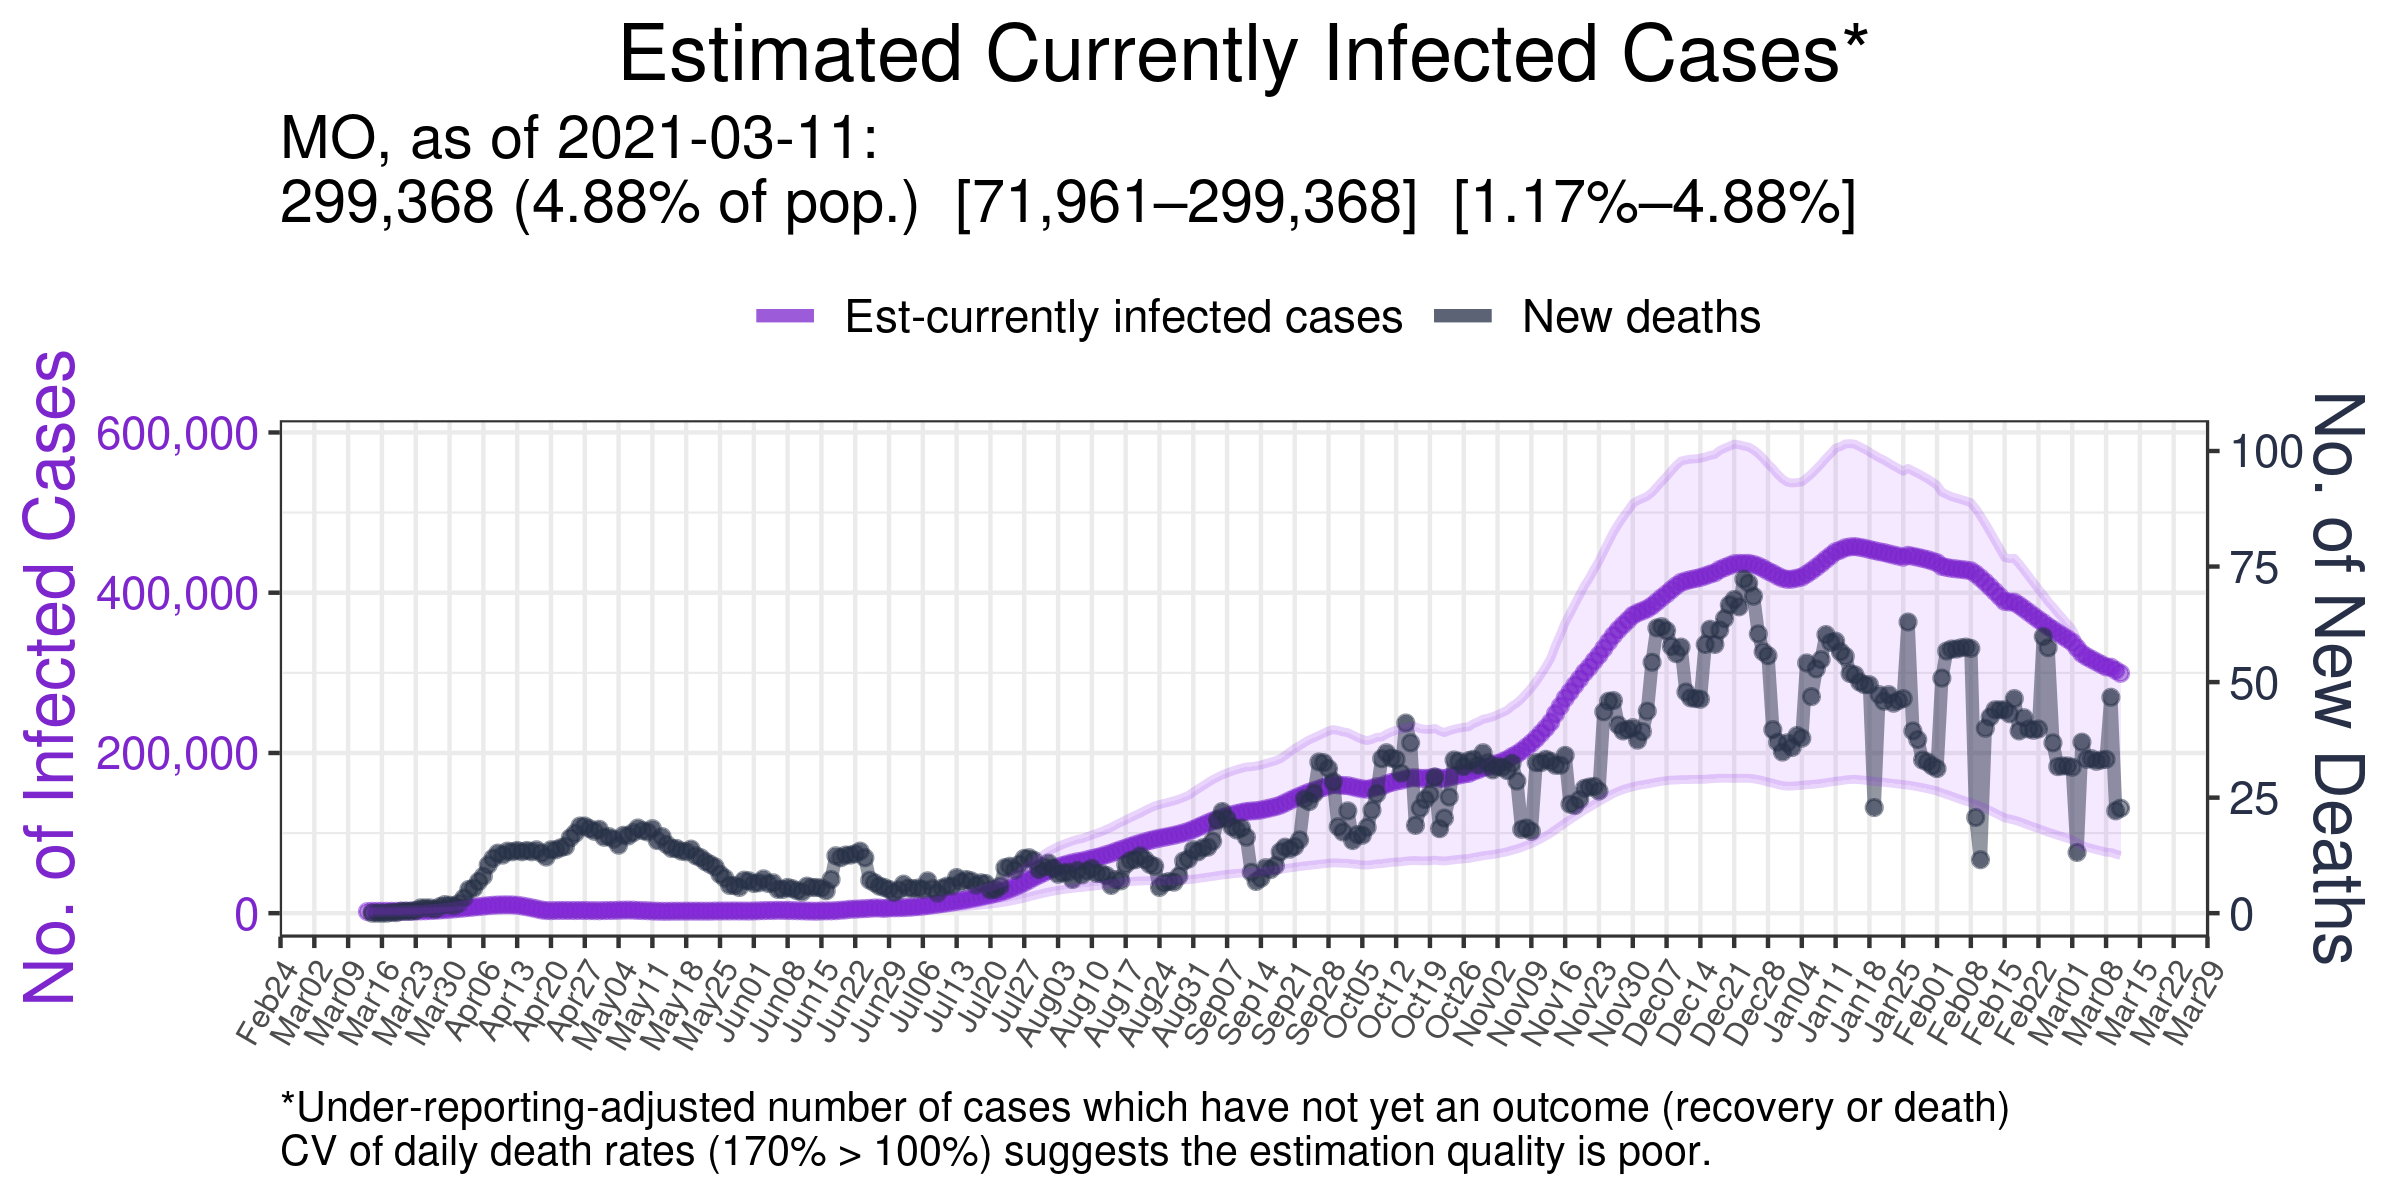 Estimated Currently Infected Cases*
MO, as of 2021-03-11:
299,368 (4.88% of pop.)  [71,961–299,368]  [1.17%–4.88%]
Est-currently infected cases
New deaths
No. of Infected Cases
600,000
400,000
200,000
0
100
75
50
25
0
No. of New Deaths
Feb24
Mar02
Mar09
Mar16
Mar23
Mar30
Apr06
Apr13
Apr20
Apr27
May04
May11
May18
May25
Jun01
Jun08
Jun15
Jun22
Jun29
Jul06
Jul13
Jul20
Jul27
Aug03
Aug10
Aug17
Aug24
Aug31
Sep07
Sep14
Sep21
Sep28
Oct05
Oct12
Oct19
Oct26
Nov02
Nov09
Nov16
Nov23
Nov30
Dec07
Dec14
Dec21
Dec28
Jan04
Jan11
Jan18
Jan25
Feb01
Feb08
Feb15
Feb22
Mar01
Mar08
Mar15
Mar22
Mar29
*Under-reporting-adjusted number of cases which have not yet an outcome (recovery or death)
CV of daily death rates (170% > 100%) suggests the estimation quality is poor.